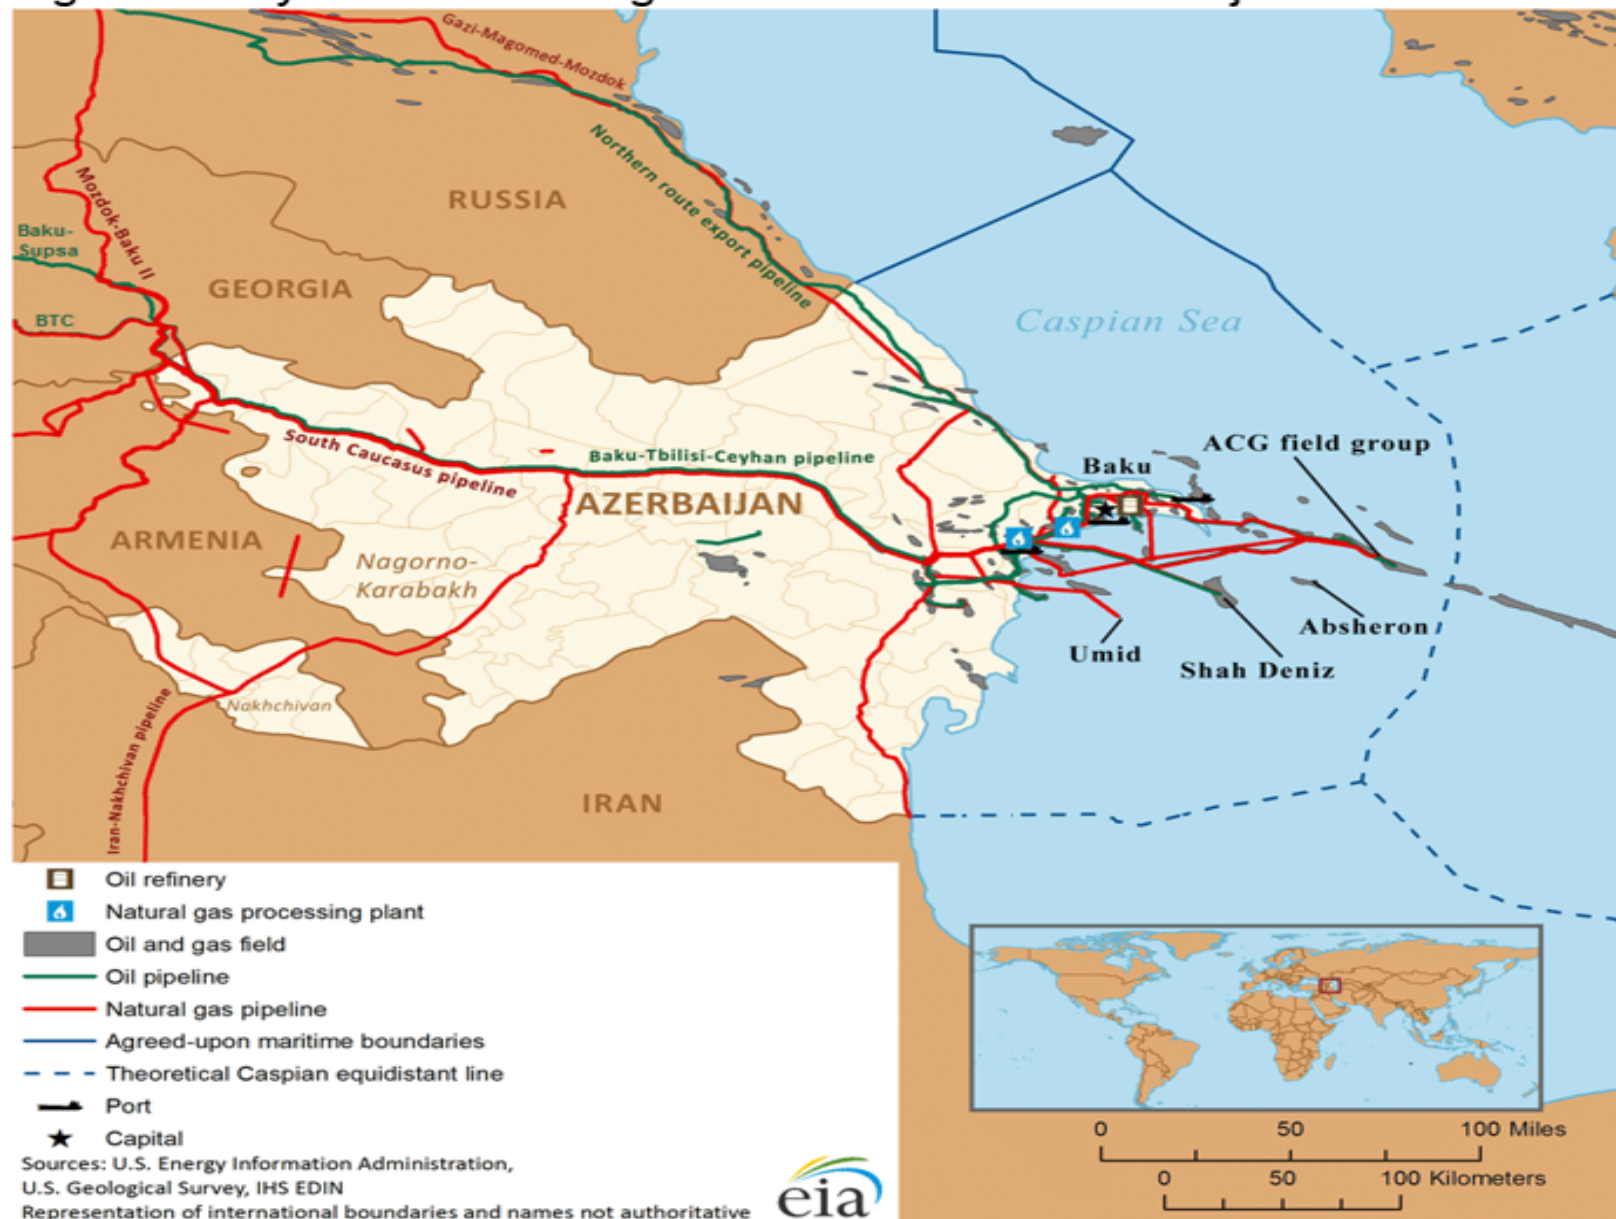 Gazi-Magomed-Mozdok
Northern route export pipeline
RUSSIA
Mozdok-Baku II
Baku-
Supsa
GEORGIA
BTC
Caspian Sea
South Caucasus pipeline
Baku-Tbilisi-Ceyhan pipeline
ACG field group
Baku
AZERBAIJAN
ARMENIA
Nagorno-
Karabakh
Absheron
Umid
Shah Deniz
Nakhchivan
Iran-Nakhchivan pipeline
IRAN
Oil refinery
Natural gas processing plant
Oil and gas field
Oil pipeline
Natural gas pipeline
Agreed-upon maritime boundaries
Theoretical Caspian equidistant line
Port
Capital
0 50 100 Miles
0 50 100 Kilometers
Sources: U.S. Energy Information Administration,
U.S. Geological Survey, IHS EDIN
Representation of international boundaries and names not authoritative
eia